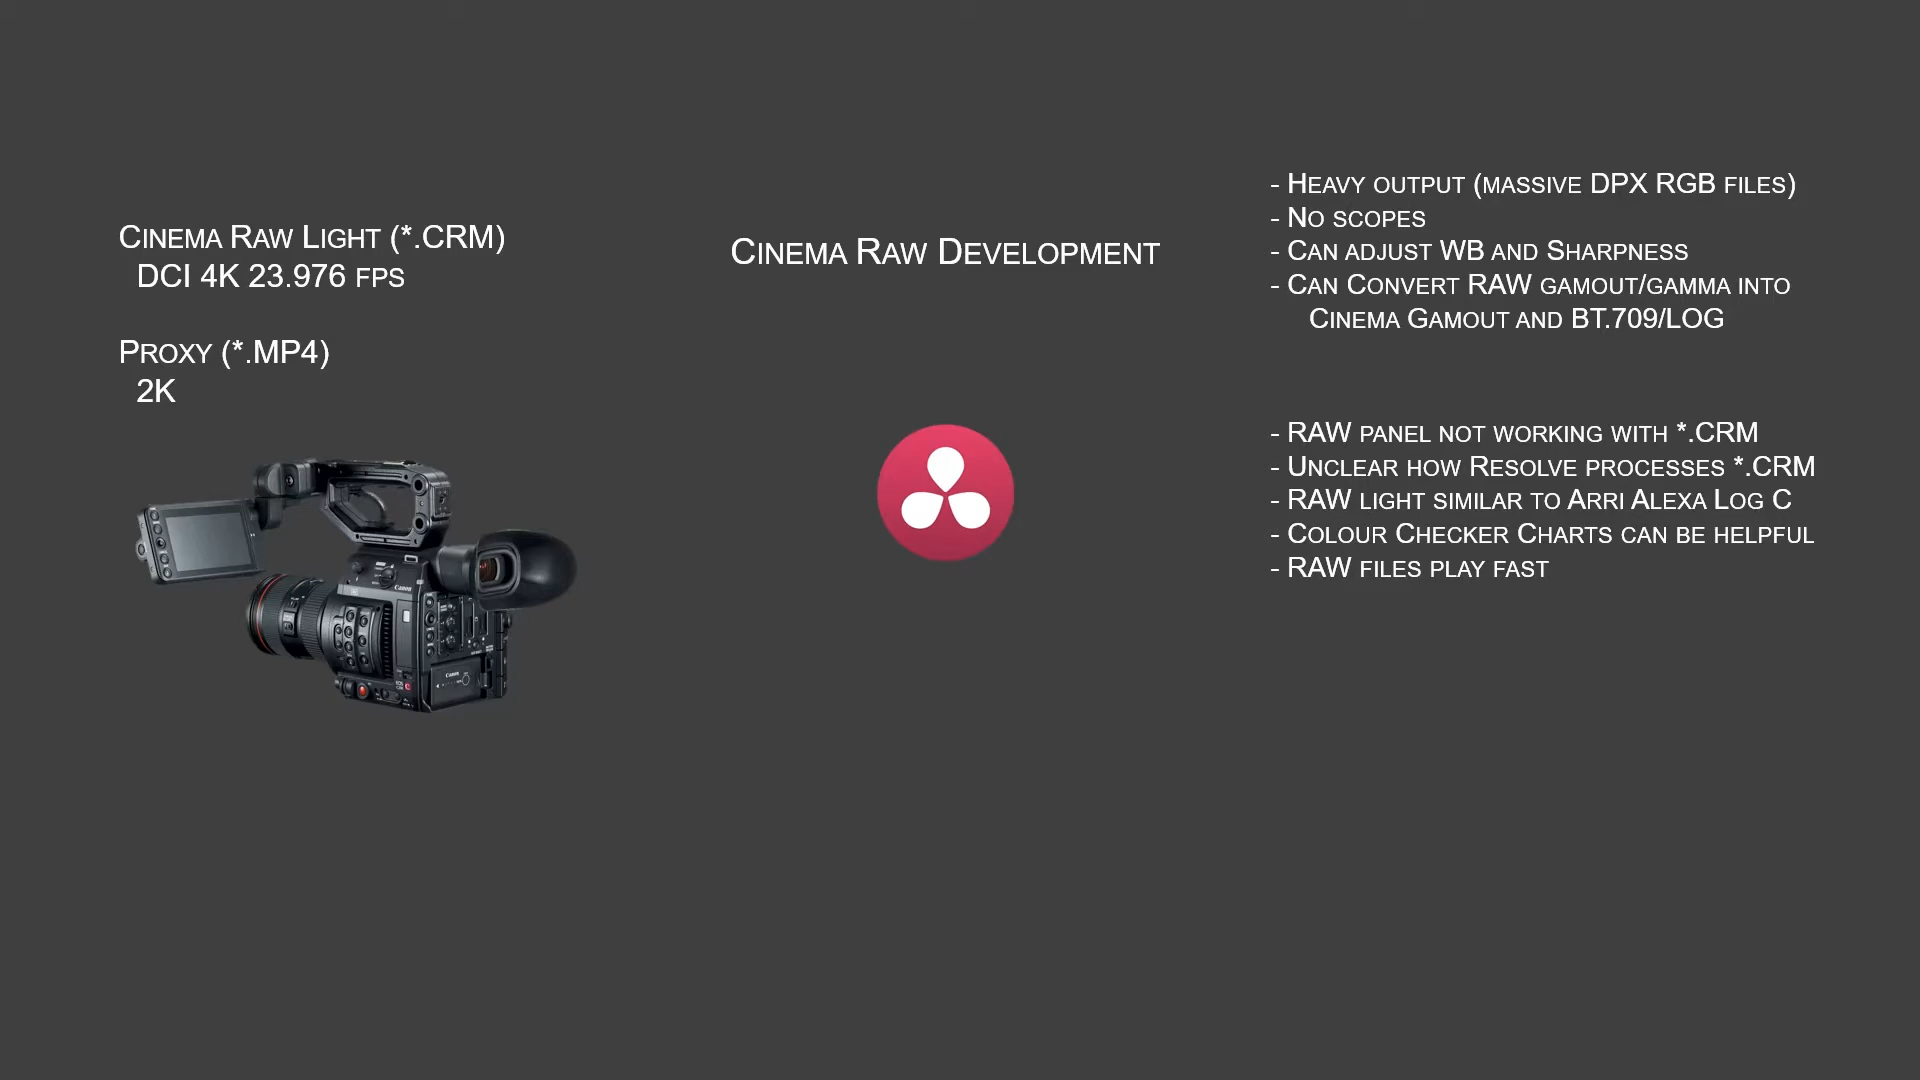 Cinema Raw Light (*.CRM)
DCI 4K 23.976 fps
Proxy (*.MP4)
2K
Cinema Raw Development
- Heavy output (massive DPX RGB files)
- No scopes
- Can adjust WB and Sharpness
- Can Convert RAW gamout/gamma into
Cinema Gamout and BT.709/LOG
- RAW panel not working with *.CRM
- Unclear how Resolve processes *.CRM
- RAW light similar to Arri Alexa Log C
- Colour Checker Charts can be helpful
- RAW files play fast
Canon
Canon